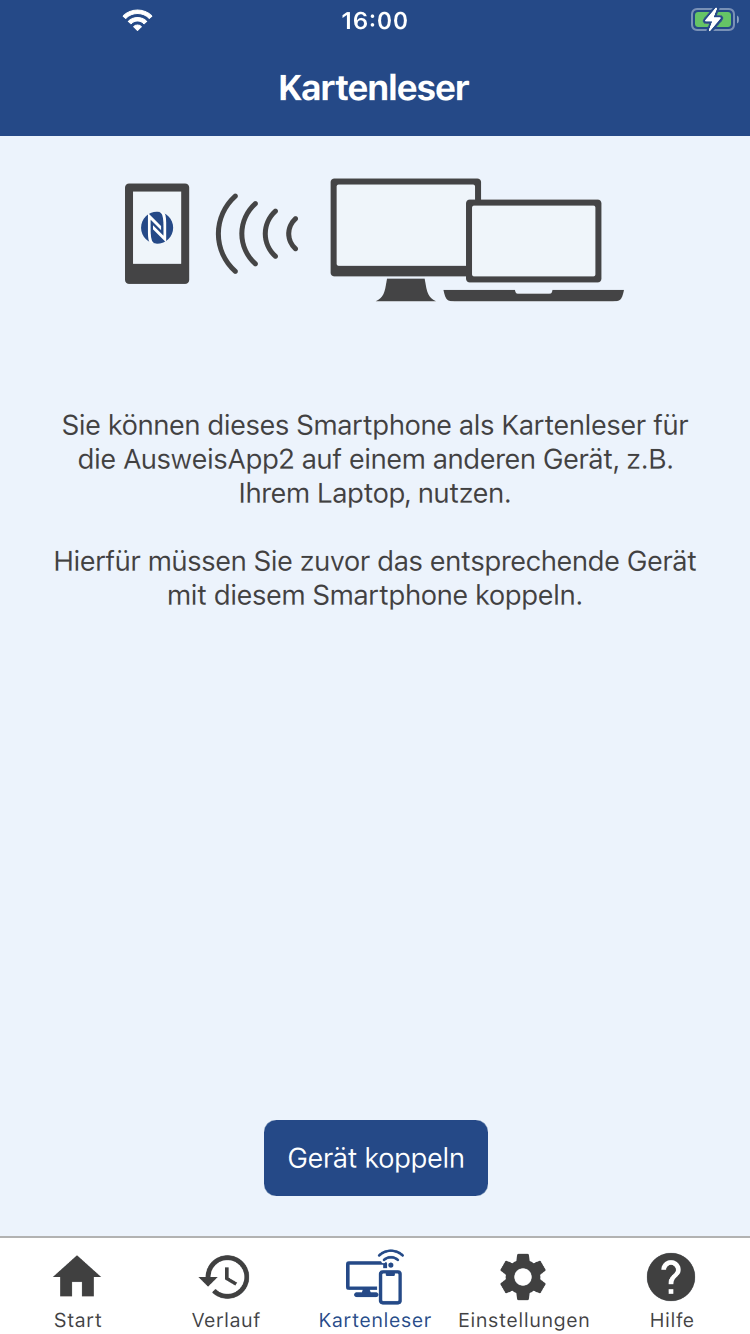 16:00
Kartenleser
Sie können dieses Smartphone als Kartenleser für
die AusweisApp2 auf einem anderen Gerät, z.B.
Ihrem Laptop, nutzen.
Hierfür müssen Sie zuvor das entsprechende Gerät
mit diesem Smartphone koppeln.
Gerät koppeln
Start
Verlauf
Kartenleser
Einstellungen
Hilfe